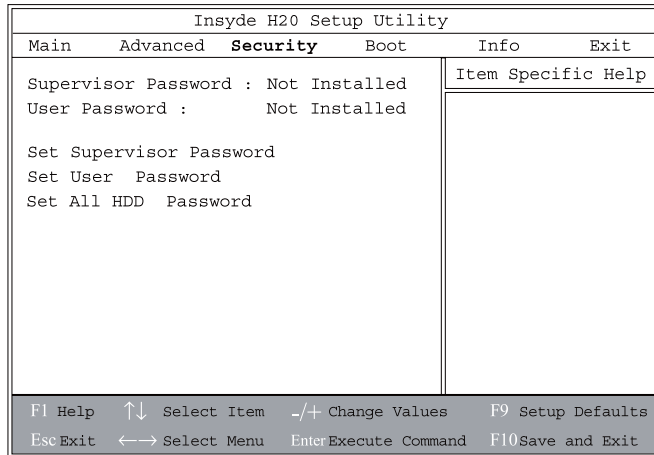 Insyde H20 Setup Utility
Main Advanced Security Boot Info Exit
Supervisor Password : Not Installed
User Password : Not Installed
Set Supervisor Password
Set User Password
Set All HDD Password
Item Specific Help
F1 Help ↑↓ Select Item -/+ Change Values F9 Setup Defaults
Esc Exit ←→ Select Menu Enter Execute Command F10 Save and Exit